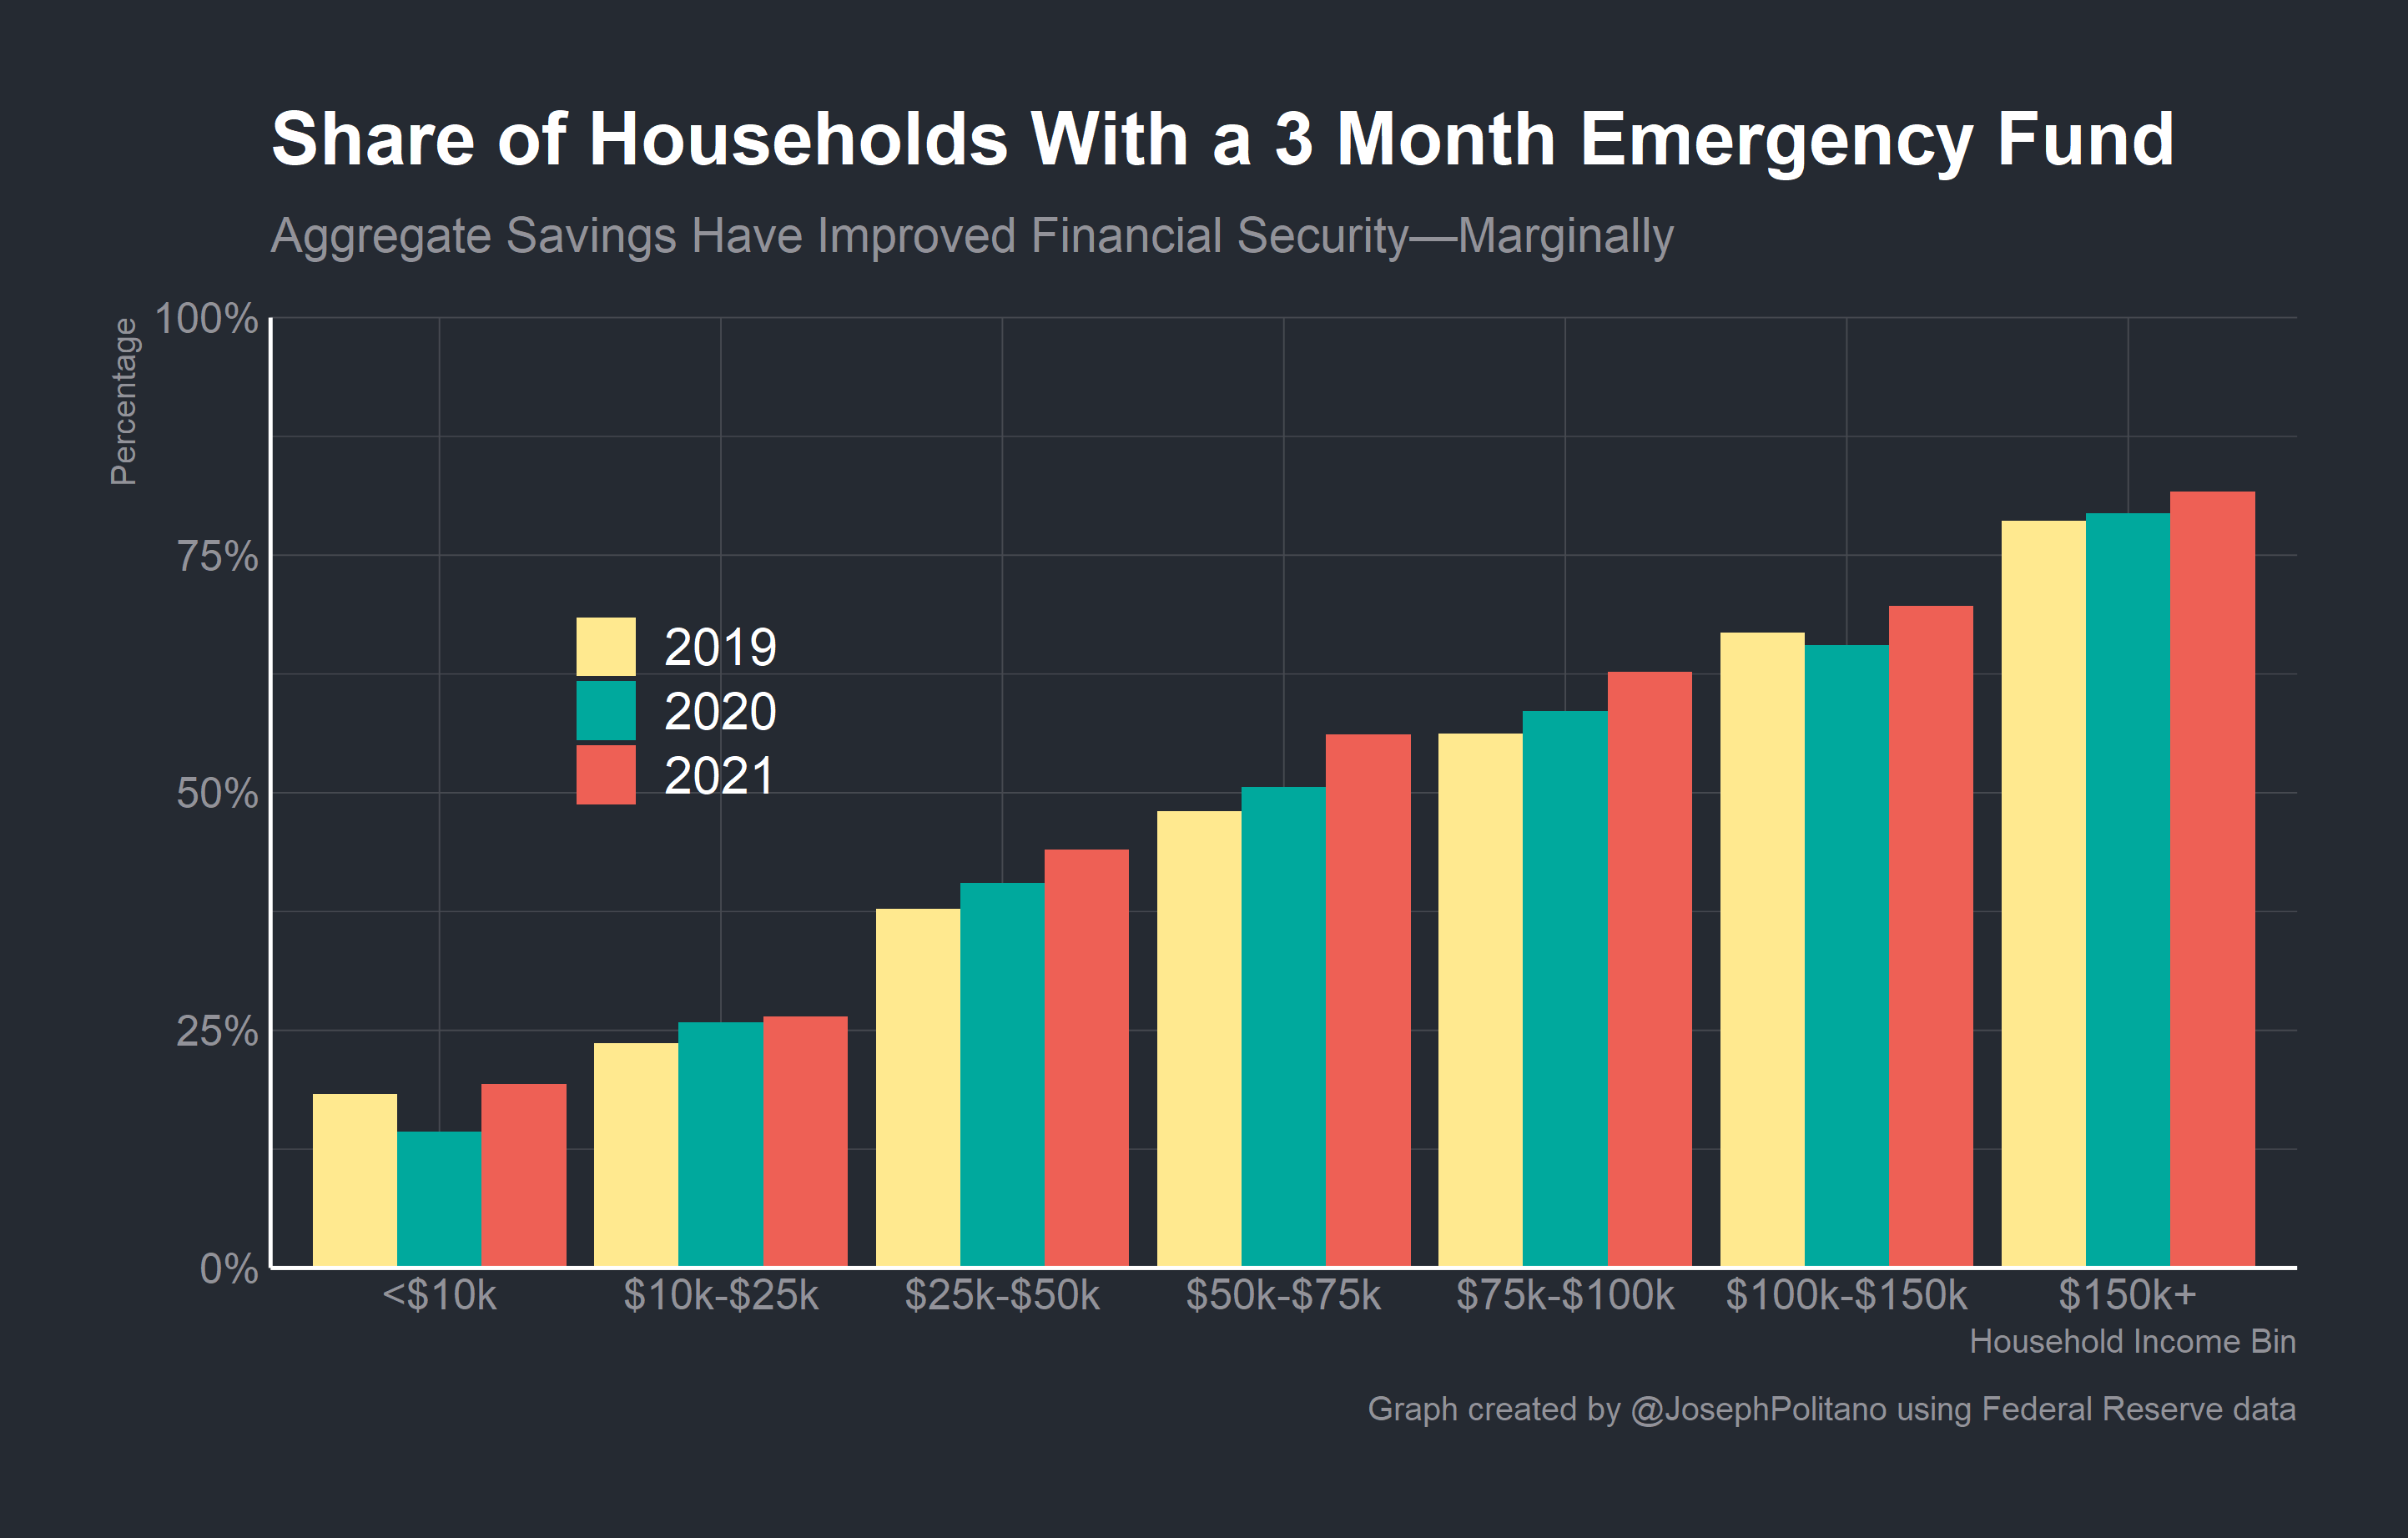 Share of Households With a 3 Month Emergency Fund
Aggregate Savings Have Improved Financial Security—Marginally
Percentage
100%
75%
50%
25%
0%
2019
2020
2021
<$10k
$10k-$25k
$25k-$50k
$50k-$75k
$75k-$100k
$100k-$150k
$150k+
Household Income Bin
Graph created by @JosephPolitano using Federal Reserve data